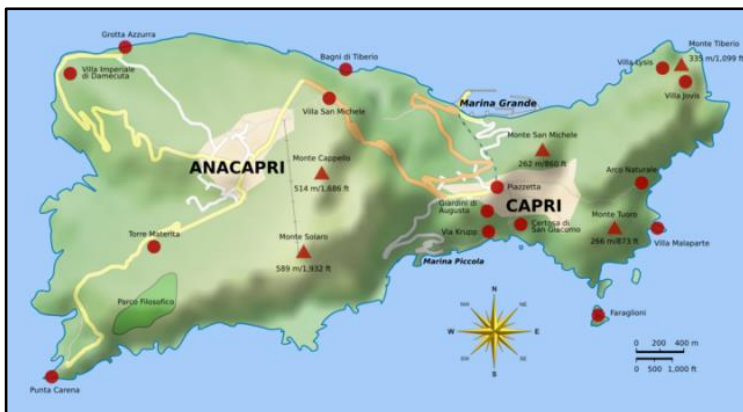 Grotta Azzurra
Monte Tiberio
335 m/1,099 ft
Villa Lysis
Bagni di Tiberio
Villa Imperiale
di Damecuta
Villa Jovis
Villa San Michele
Marina Grande
Monte San Michele
262 m/860 ft
ANACAPRI
Monte Cappello
514 m/1,686 ft
Arco Naturale
Piazzetta
Giardini di
Augusta
CAPRI
Monte Tuoro
266 m/873 ft
Via Krupp
Certosa di
San Giacomo
Villa Malaparte
Torre Materita
Monte Solaro
589 m/1,932 ft
Marina Piccola
Parco Filosofico
N
NW
NE
W
E
SW
SE
S
Faraglioni
0 200 400 m
0 500 1,000 ft
Punta Carena